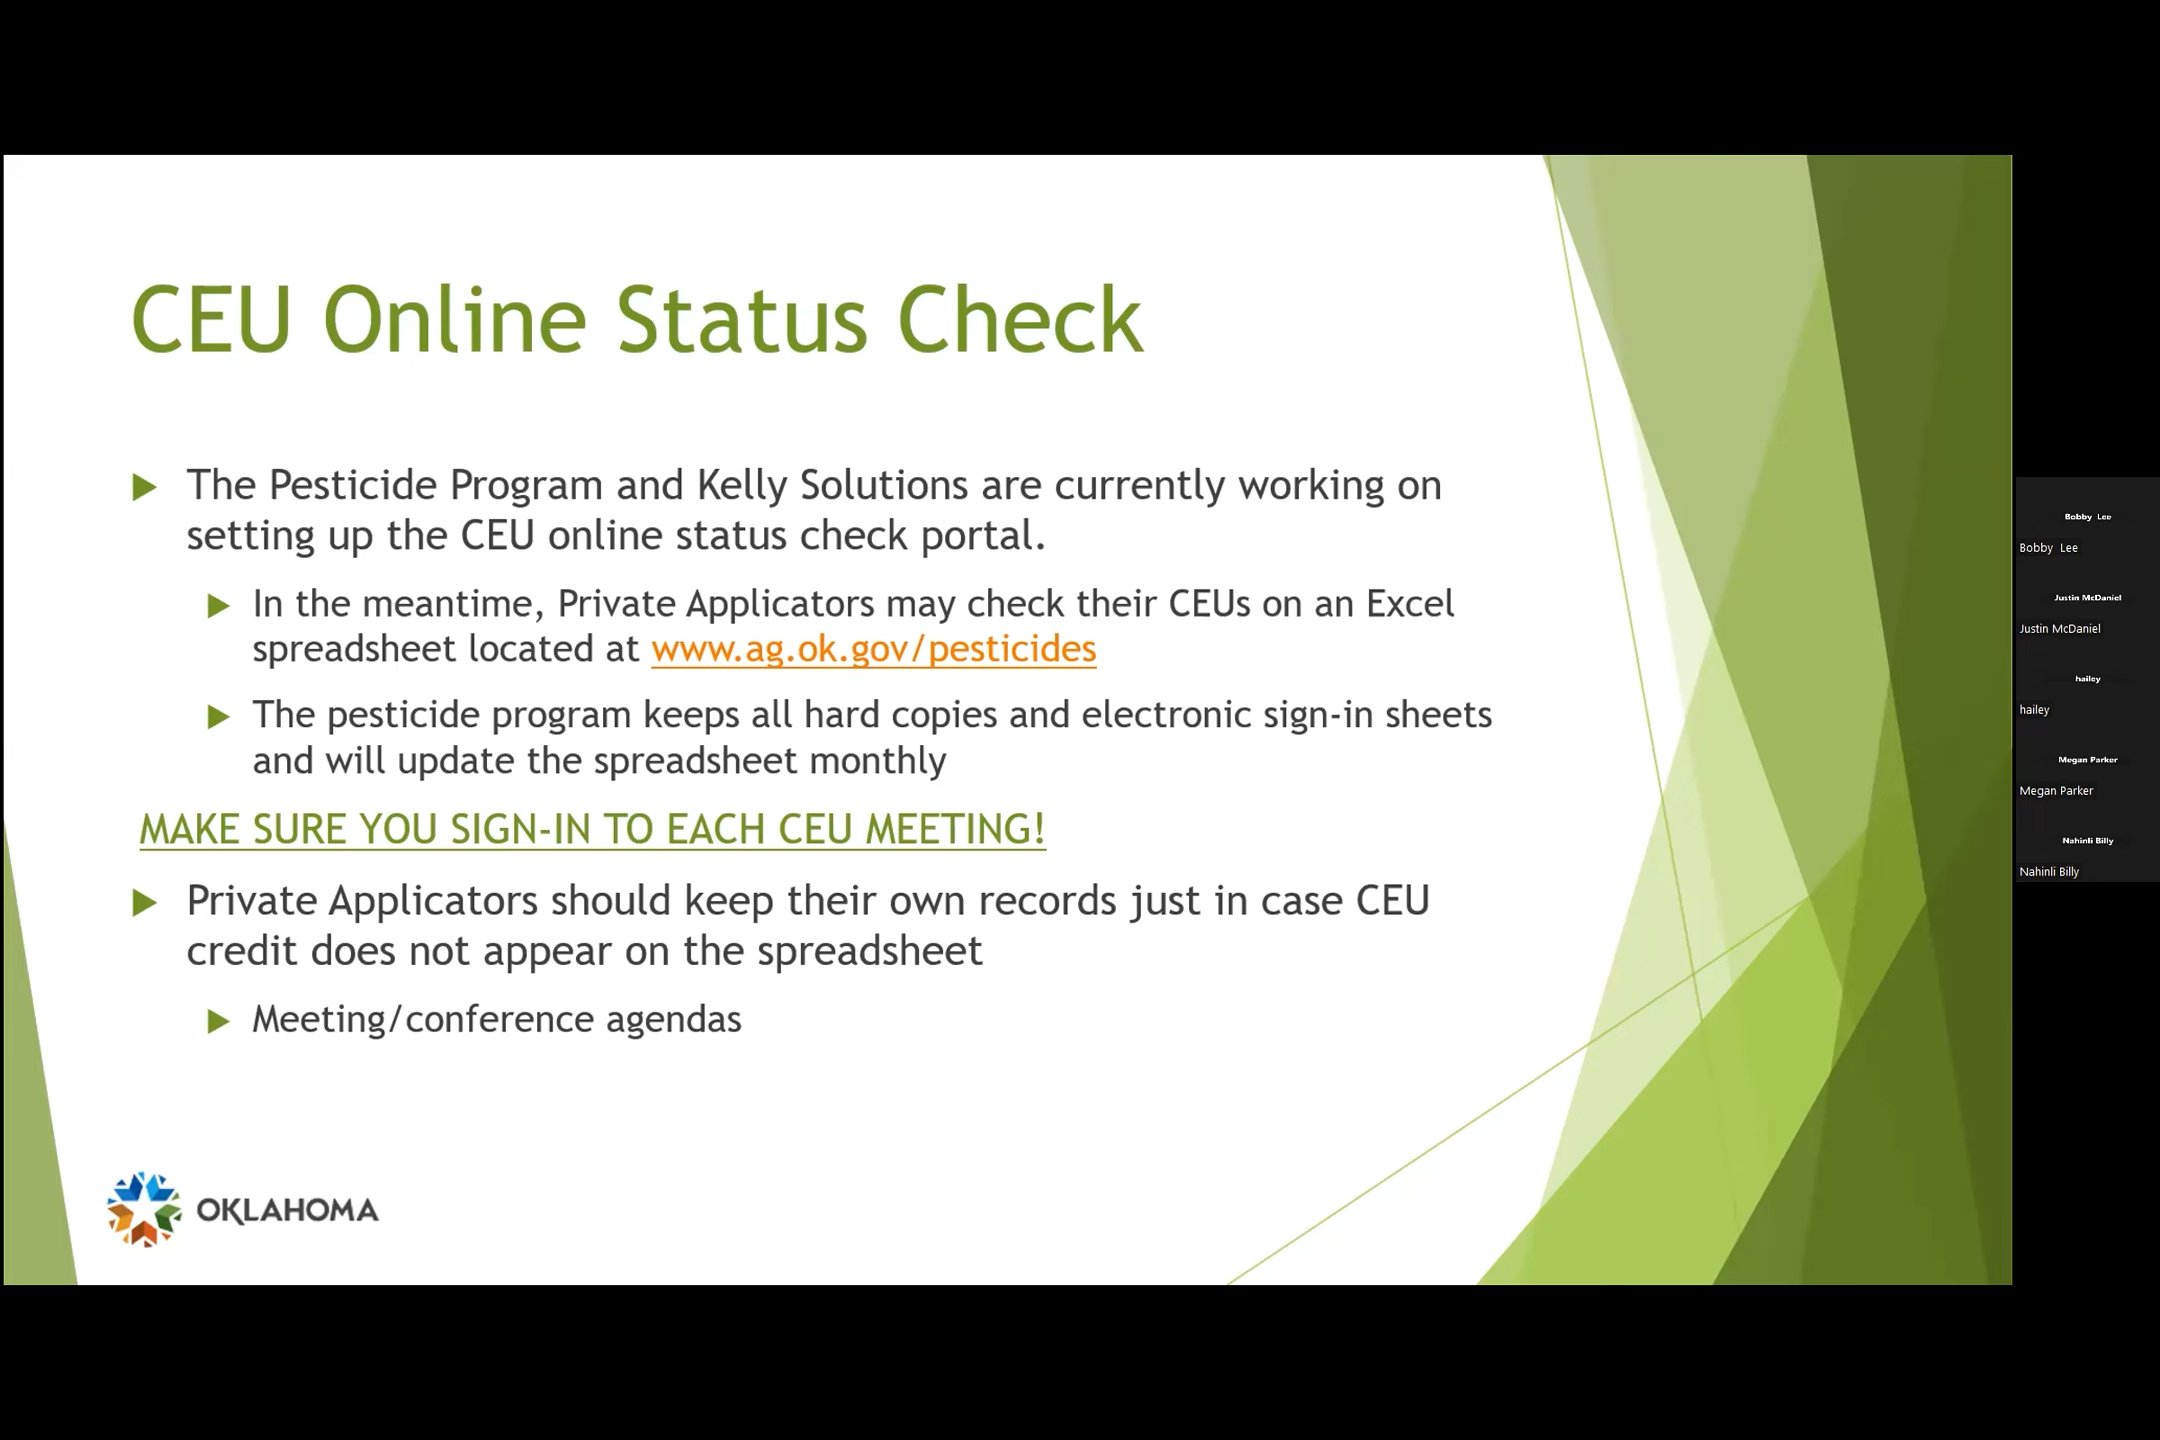 CEU Online Status Check
The Pesticide Program and Kelly Solutions are currently working on
setting up the CEU online status check portal.
In the meantime, Private Applicators may check their CEUs on an Excel
spreadsheet located at www.ag.ok.gov/pesticides
The pesticide program keeps all hard copies and electronic sign-in sheets
and will update the spreadsheet monthly
MAKE SURE YOU SIGN-IN TO EACH CEU MEETING!
Private Applicators should keep their own records just in case CEU
credit does not appear on the spreadsheet
Meeting/conference agendas
OKLAHOMA
Bobby Lee
Bobby Lee
Justin McDaniel
Justin McDaniel
hailey
hailey
Megan Parker
Megan Parker
Nahinli Billy
Nahinli Billy